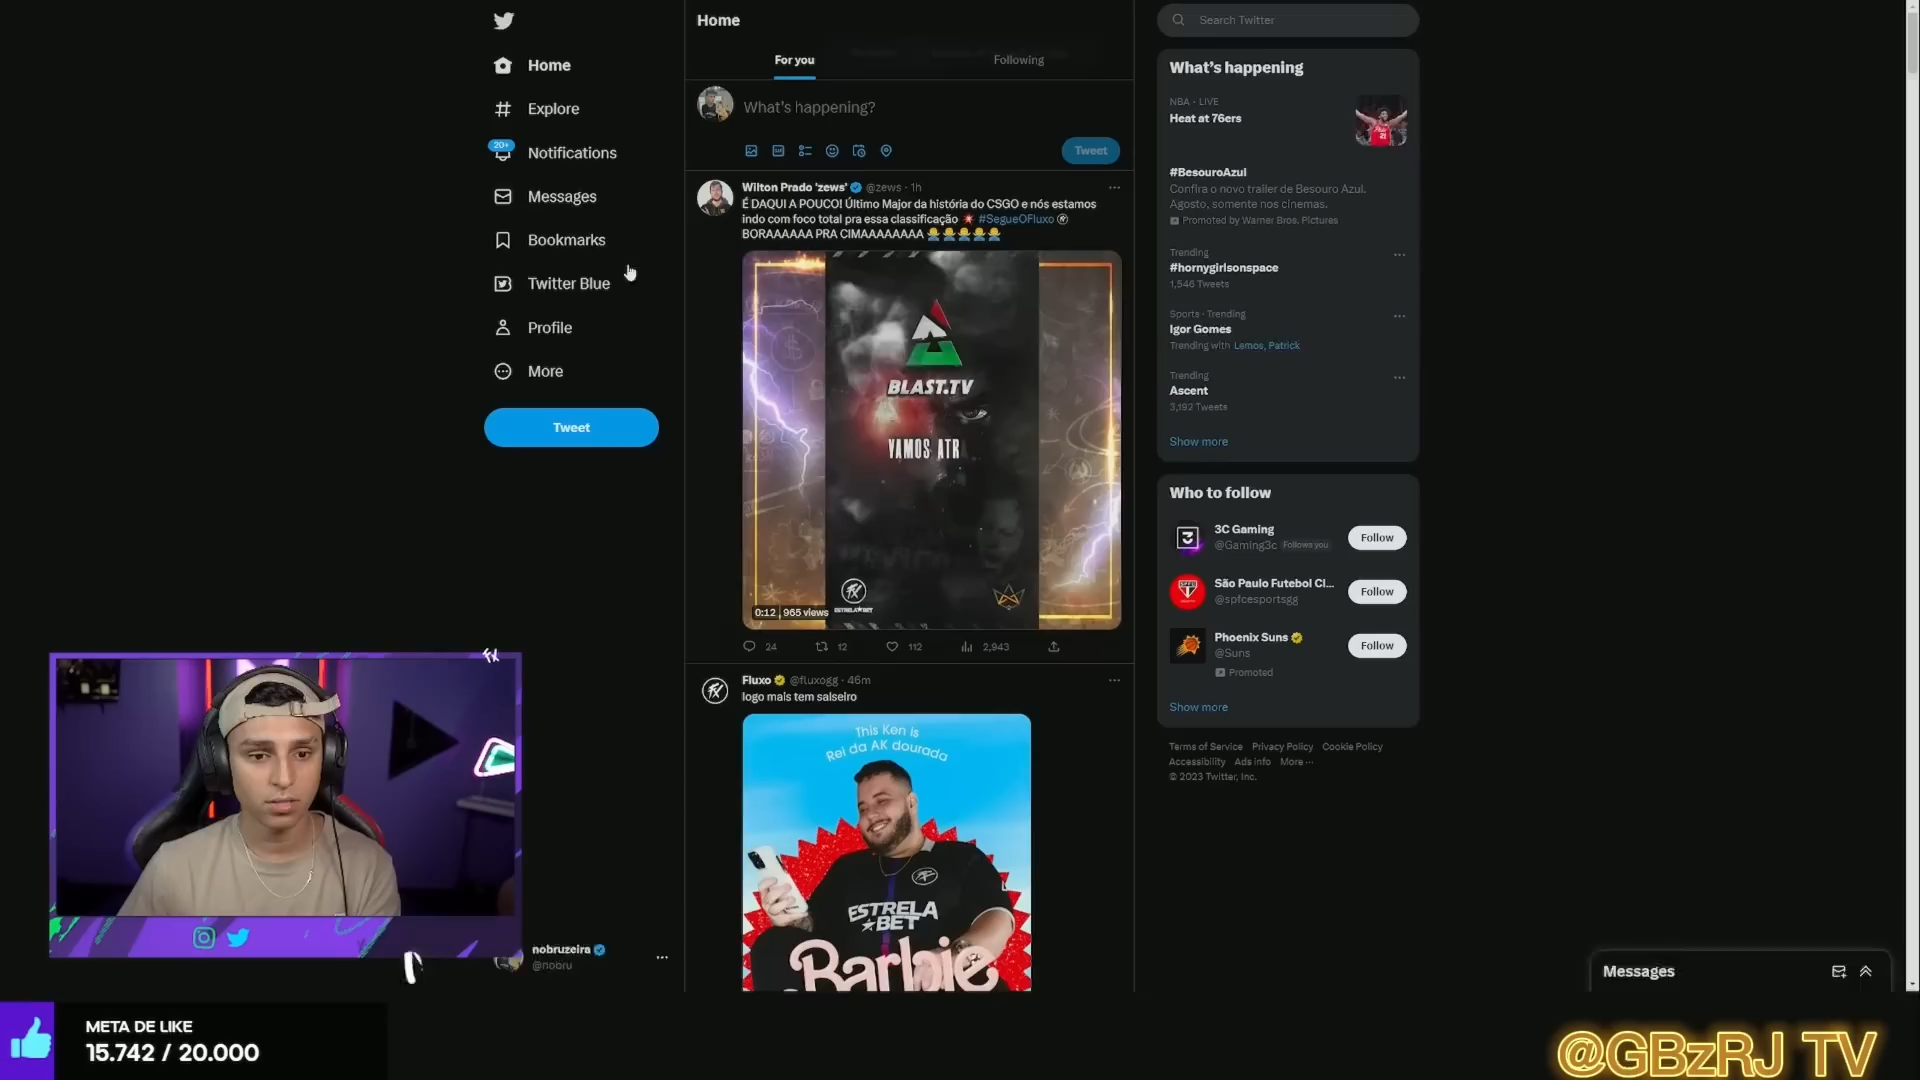 Home
Explore
20+
Notifications
Messages
Bookmarks
Twitter Blue
Profile
More
Tweet
Home
For you
Following
What's happening?
Tweet
Wilton Prado 'zews' @zews · 1h
É DAQUI A POUCO! Último Major da história do CSGO e nós estamos
indo com foco total pra essa classificação 💥 #SegueOFluxo
BORAAAAAA PRA CIMAAAAAAAA
BLAST.TV
VAMOS ATR
ESTRELA★BET
0:12 | 965 views
24
12
112
2,943
Fluxo @fluxogg · 46m
logo mais tem salseiro
This Ken is
Rei da AK dourada
ESTRELA
★BET
Barbie
Search Twitter
What's happening
NBA · LIVE
Heat at 76ers
#BesouroAzul
Confira o novo trailer de Besouro Azul.
Agosto, somente nos cinemas.
Promoted by Warner Bros. Pictures
Trending
#hornygirlsonspace
1,546 Tweets
Sports · Trending
Igor Gomes
Trending with Lemos, Patrick
Trending
Ascent
3,192 Tweets
Show more
Who to follow
3C Gaming
@Gaming3c Follows you
Follow
São Paulo Futebol Cl...
@spfcesportsgg
Follow
Phoenix Suns
@Suns
Promoted
Follow
Show more
Terms of Service Privacy Policy Cookie Policy
Accessibility Ads info More ···
© 2023 Twitter, Inc.
FX
nobruzeira
@nobru
Messages
META DE LIKE
15.742 / 20.000
@GBzRJ TV